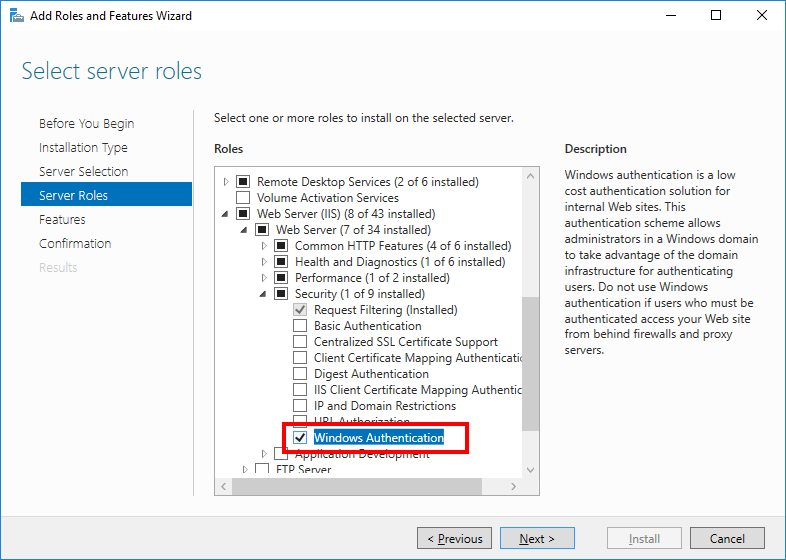 Add Roles and Features Wizard
Select server roles
Before You Begin
Installation Type
Server Selection
Server Roles
Features
Confirmation
Results
Select one or more roles to install on the selected server.
Roles
Remote Desktop Services (2 of 6 installed)
Volume Activation Services
Web Server (IIS) (8 of 43 installed)
Web Server (7 of 34 installed)
Common HTTP Features (4 of 6 installed)
Health and Diagnostics (1 of 6 installed)
Performance (1 of 2 installed)
Security (1 of 9 installed)
Request Filtering (Installed)
Basic Authentication
Centralized SSL Certificate Support
Client Certificate Mapping Authenticatio
Digest Authentication
IIS Client Certificate Mapping Authentic
IP and Domain Restrictions
URL Authorization
Windows Authentication
Application Development
FTP Server
Description
Windows authentication is a low
cost authentication solution for
internal Web sites. This
authentication scheme allows
administrators in a Windows domain
to take advantage of the domain
infrastructure for authenticating
users. Do not use Windows
authentication if users who must be
authenticated access your Web site
from behind firewalls and proxy
servers.
< Previous
Next >
Install
Cancel